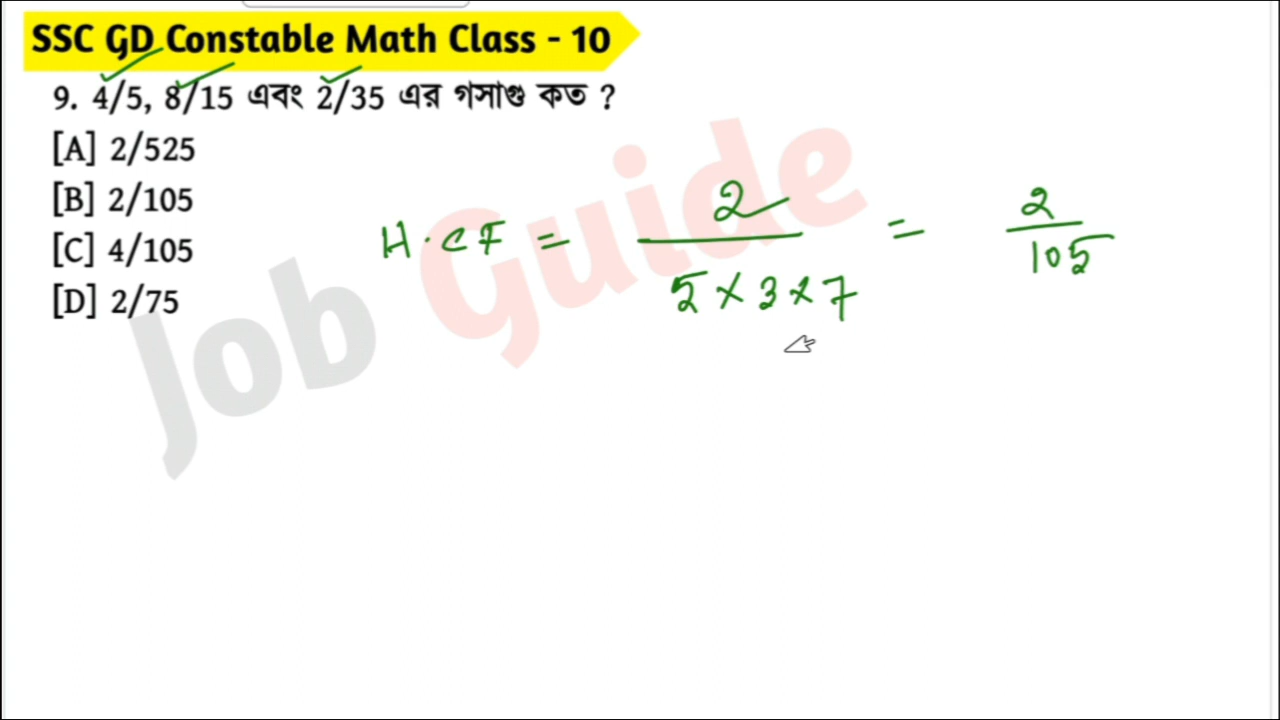 SSC GD Constable Math Class - 10
9. 4/5, 8/15 এবং 2/35 এর গসাগু কত ?
[A] 2/525
[B] 2/105
[C] 4/105
[D] 2/75
H.CF = 2 / 5 × 3 × 7 = 2 / 105
Job Guide